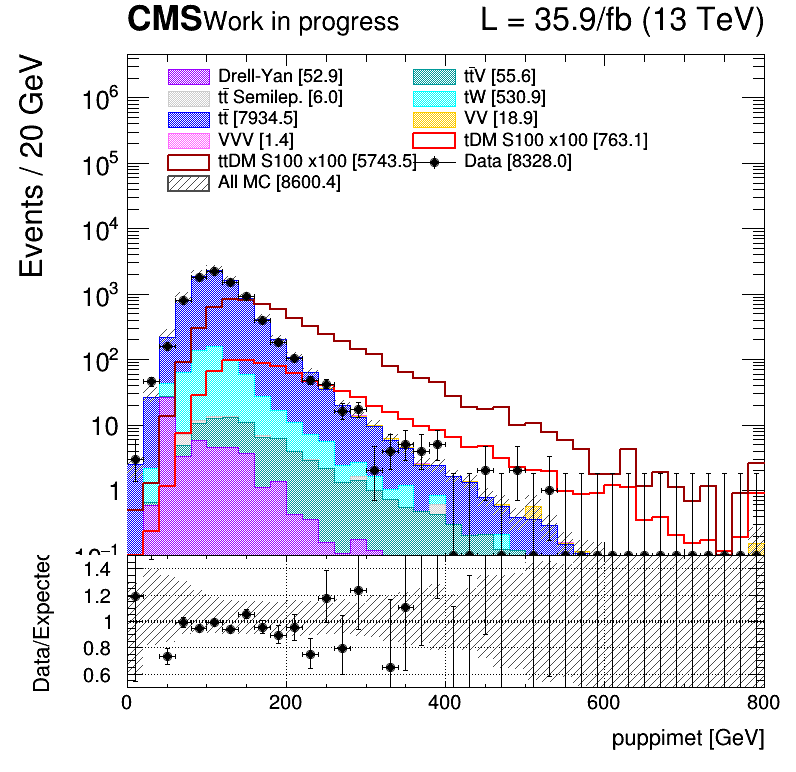 CMS Work in progress L = 35.9/fb (13 TeV)
Events / 20 GeV
Drell-Yan [52.9] tt̄V [55.6]
tt̄ Semilep. [6.0] tW [530.9]
tt̄ [7934.5] VV [18.9]
VVV [1.4] tDM S100 x100 [763.1]
ttDM S100 x100 [5743.5] Data [8328.0]
All MC [8600.4]
10⁶
10⁵
10⁴
10³
10²
10
1
10⁻¹
Data/Expected
1.4
1.2
1
0.8
0.6
0 200 400 600 800
puppimet [GeV]